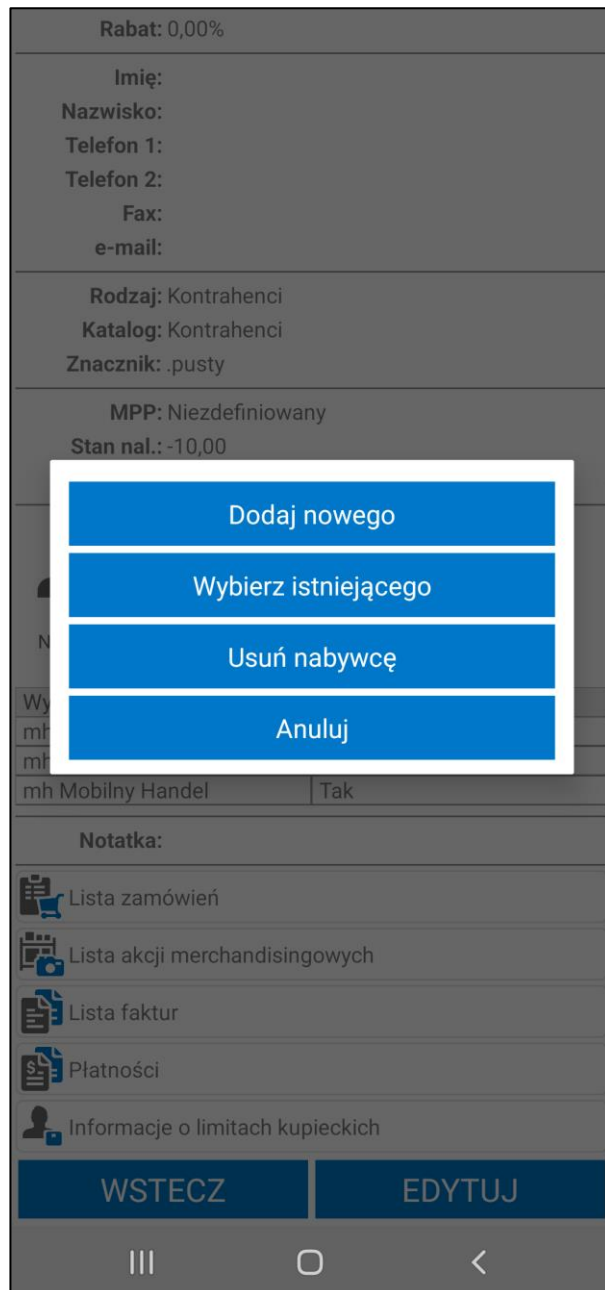 Rabat: 0,00%
Imię:
Nazwisko:
Telefon 1:
Telefon 2:
Fax:
e-mail:
Rodzaj: Kontrahenci
Katalog: Kontrahenci
Znacznik: .pusty
MPP: Niezdefiniowany
Stan nal.: -10,00
Dodaj nowego
Wybierz istniejącego
Usuń nabywcę
Anuluj
mh Mobilny Handel Tak
Notatka:
Lista zamówień
Lista akcji merchandisingowych
Lista faktur
Płatności
Informacje o limitach kupieckich
WSTECZ EDYTUJ